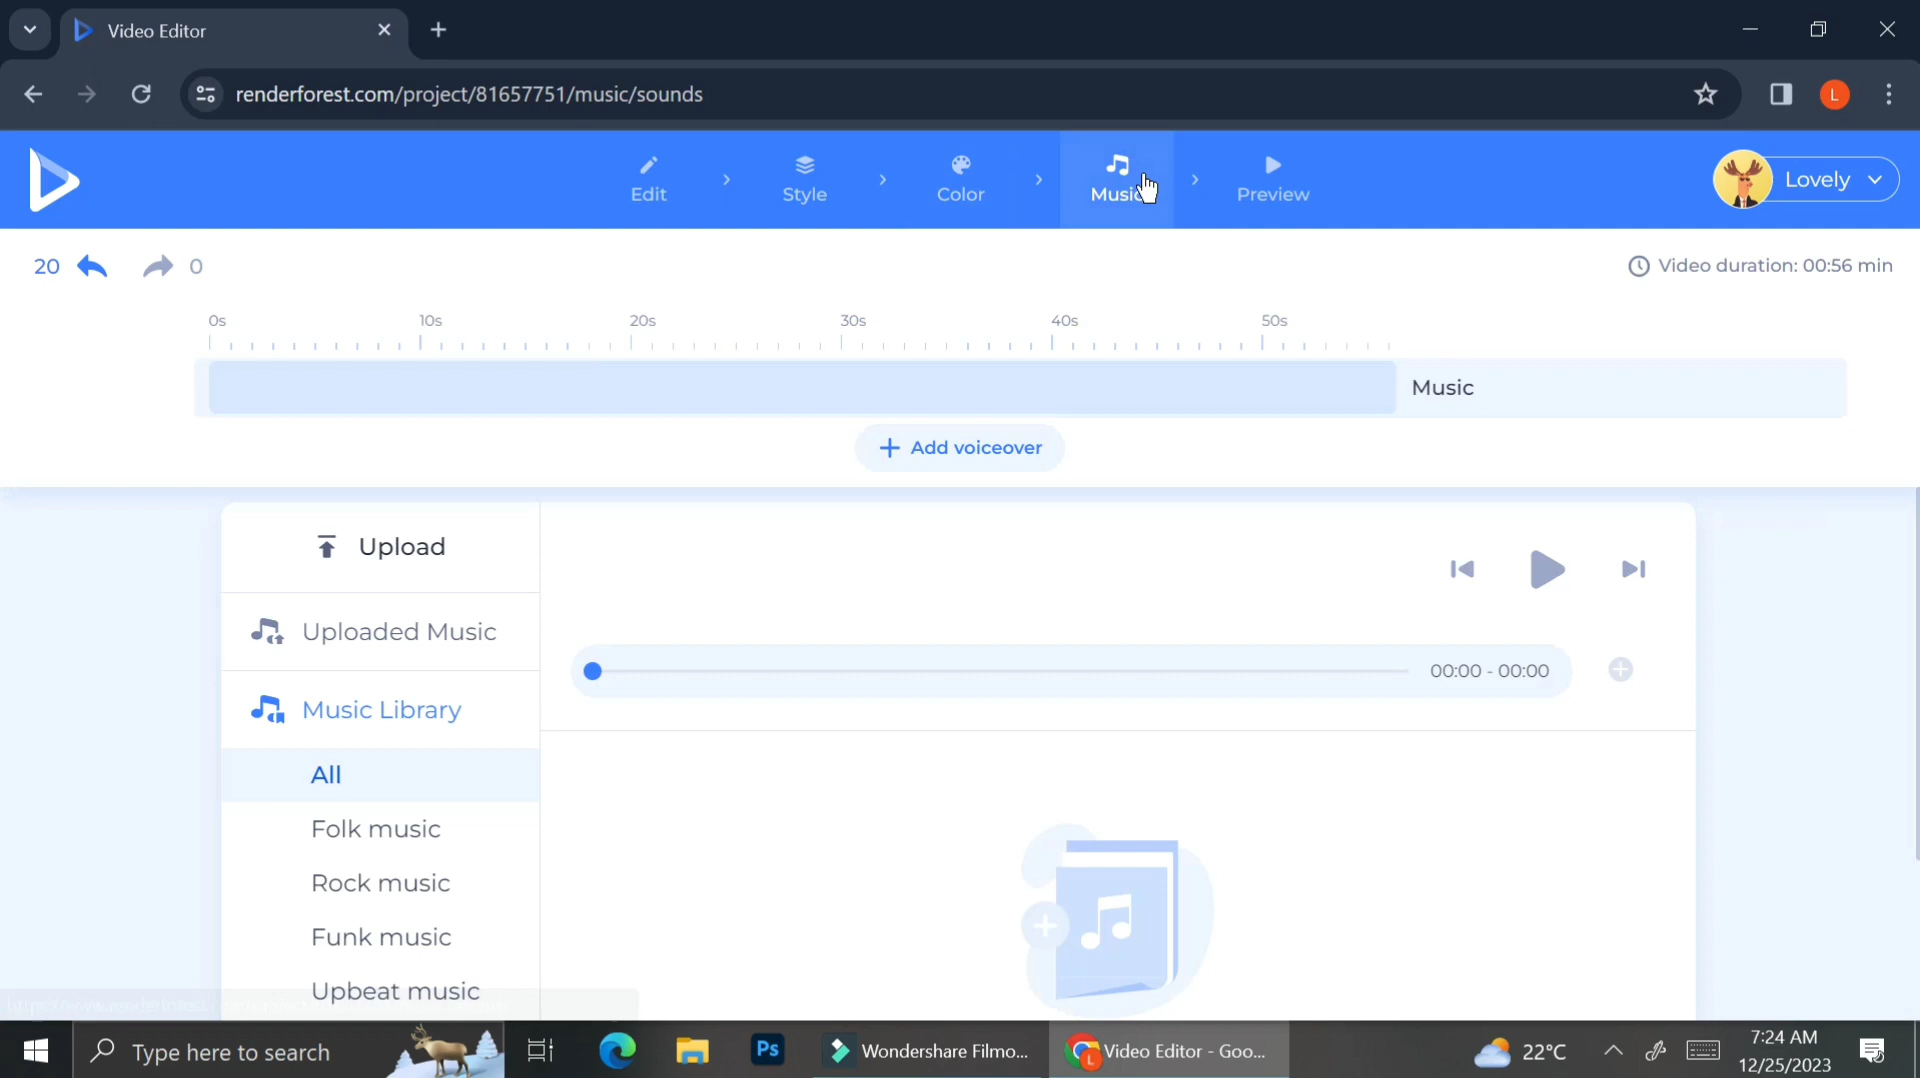 Video Editor
renderforest.com/project/81657751/music/sounds
L
Edit
Style
Color
Music
Preview
Lovely
20
0
Video duration: 00:56 min
0s
10s
20s
30s
40s
50s
Music
Add voiceover
Upload
Uploaded Music
00:00 - 00:00
Music Library
All
Folk music
Rock music
Funk music
Upbeat music
Type here to search
Ps
Wondershare Filmo...
L
Video Editor - Goo...
22°C
7:24 AM
12/25/2023